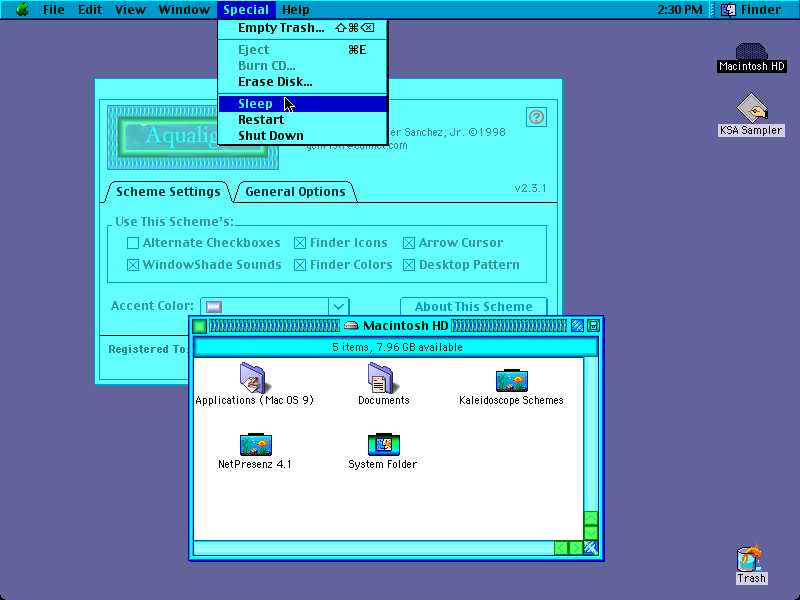 File Edit View Window Special Help 2:30 PM Finder
Empty Trash... ⇧⌘⌫
Eject ⌘E
Burn CD...
Erase Disk...
Sleep
Restart
Shut Down
Macintosh HD
KSA Sampler
er Sanchez, Jr. ©1998
Scheme Settings General Options v2.3.1
Use This Scheme's:
Alternate Checkboxes Finder Icons Arrow Cursor
WindowShade Sounds Finder Colors Desktop Pattern
Accent Color: About This Scheme
Registered To:
Macintosh HD
5 items, 7.96 GB available
Applications (Mac OS 9) Documents Kaleidoscope Schemes
NetPresenz 4.1 System Folder
Trash